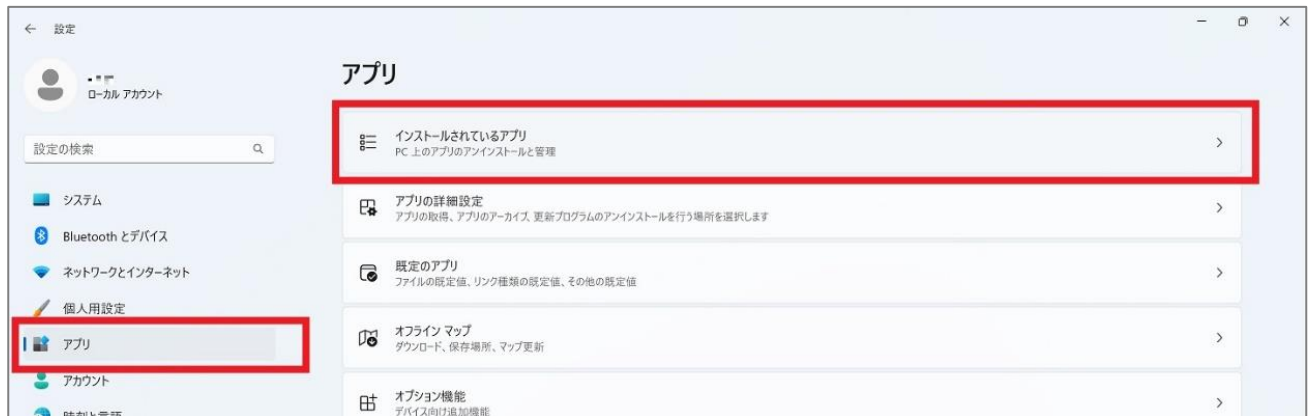 設定
ローカル アカウント
設定の検索
システム
Bluetooth とデバイス
ネットワークとインターネット
個人用設定
アプリ
アカウント
時刻と言語
アプリ
インストールされているアプリ
PC 上のアプリのアンインストールと管理
アプリの詳細設定
アプリの取得、アプリのアーカイブ、更新プログラムのアンインストールを行う場所を選択します
既定のアプリ
ファイルの既定値、リンク種類の既定値、その他の既定値
オフライン マップ
ダウンロード、保存場所、マップ更新
オプション機能
デバイス向け追加機能